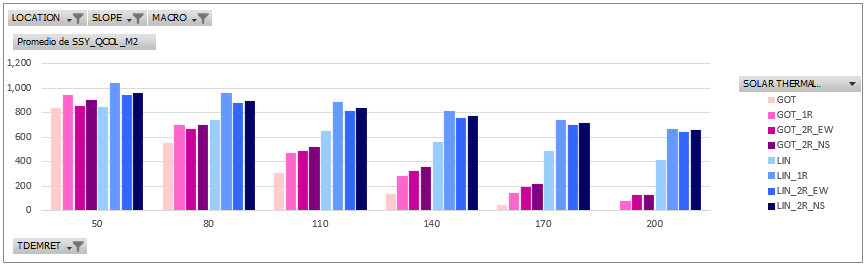 LOCATION SLOPE MACRO
Promedio de SSY_QCOL_M2
1,200
1,000
800
600
400
200
0
50 80 110 140 170 200
SOLAR THERMAL...
GOT
GOT_1R
GOT_2R_EW
GOT_2R_NS
LIN
LIN_1R
LIN_2R_EW
LIN_2R_NS
TDEMRET